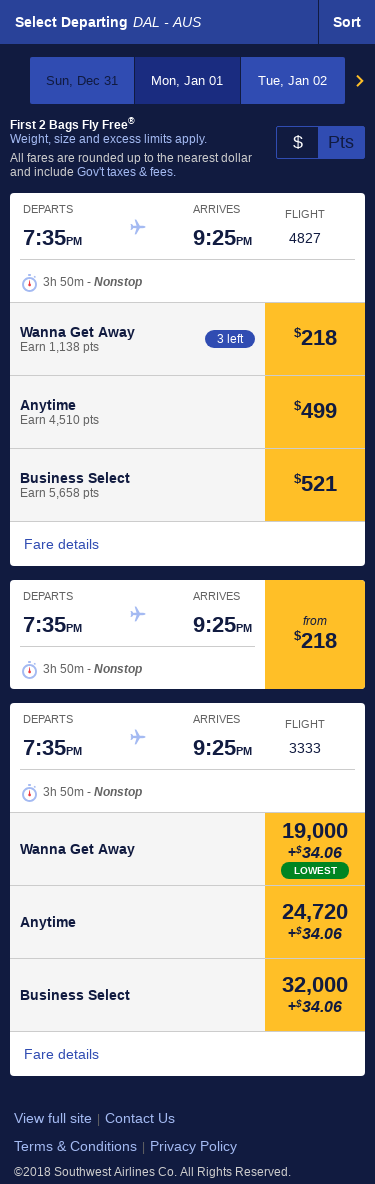 Select Departing DAL - AUS Sort
Sun, Dec 31 Mon, Jan 01 Tue, Jan 02
First 2 Bags Fly Free®
Weight, size and excess limits apply.
All fares are rounded up to the nearest dollar
and include Gov't taxes & fees.
$ Pts
DEPARTS ARRIVES FLIGHT
7:35PM 9:25PM 4827
3h 50m - Nonstop
Wanna Get Away 3 left $218
Earn 1,138 pts
Anytime $499
Earn 4,510 pts
Business Select $521
Earn 5,658 pts
Fare details
DEPARTS ARRIVES
7:35PM 9:25PM
from
$218
3h 50m - Nonstop
DEPARTS ARRIVES FLIGHT
7:35PM 9:25PM 3333
3h 50m - Nonstop
Wanna Get Away 19,000
+$34.06
LOWEST
Anytime 24,720
+$34.06
Business Select 32,000
+$34.06
Fare details
View full site | Contact Us
Terms & Conditions | Privacy Policy
©2018 Southwest Airlines Co. All Rights Reserved.